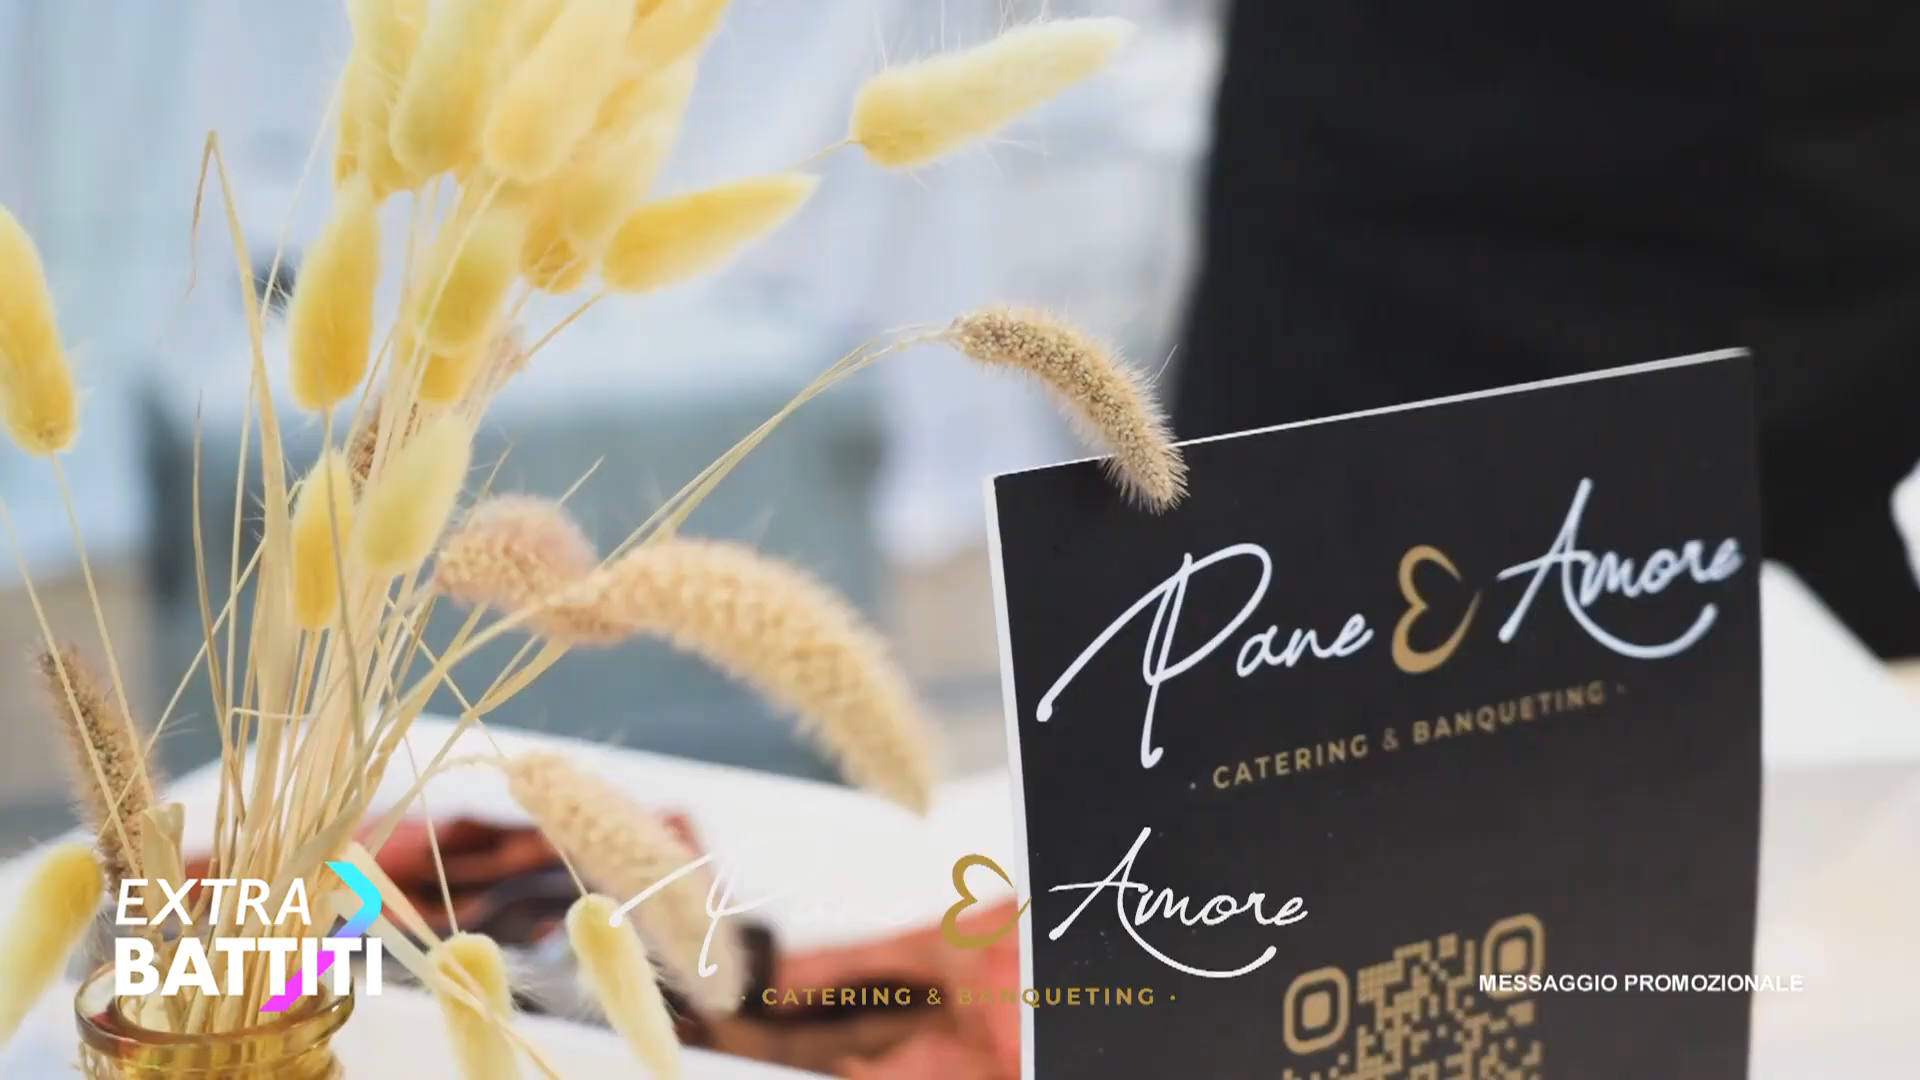 Pane & Amore
· CATERING & BANQUETING ·
EXTRA
BATTITI
& Amore
· CATERING & BANQUETING ·
MESSAGGIO PROMOZIONALE